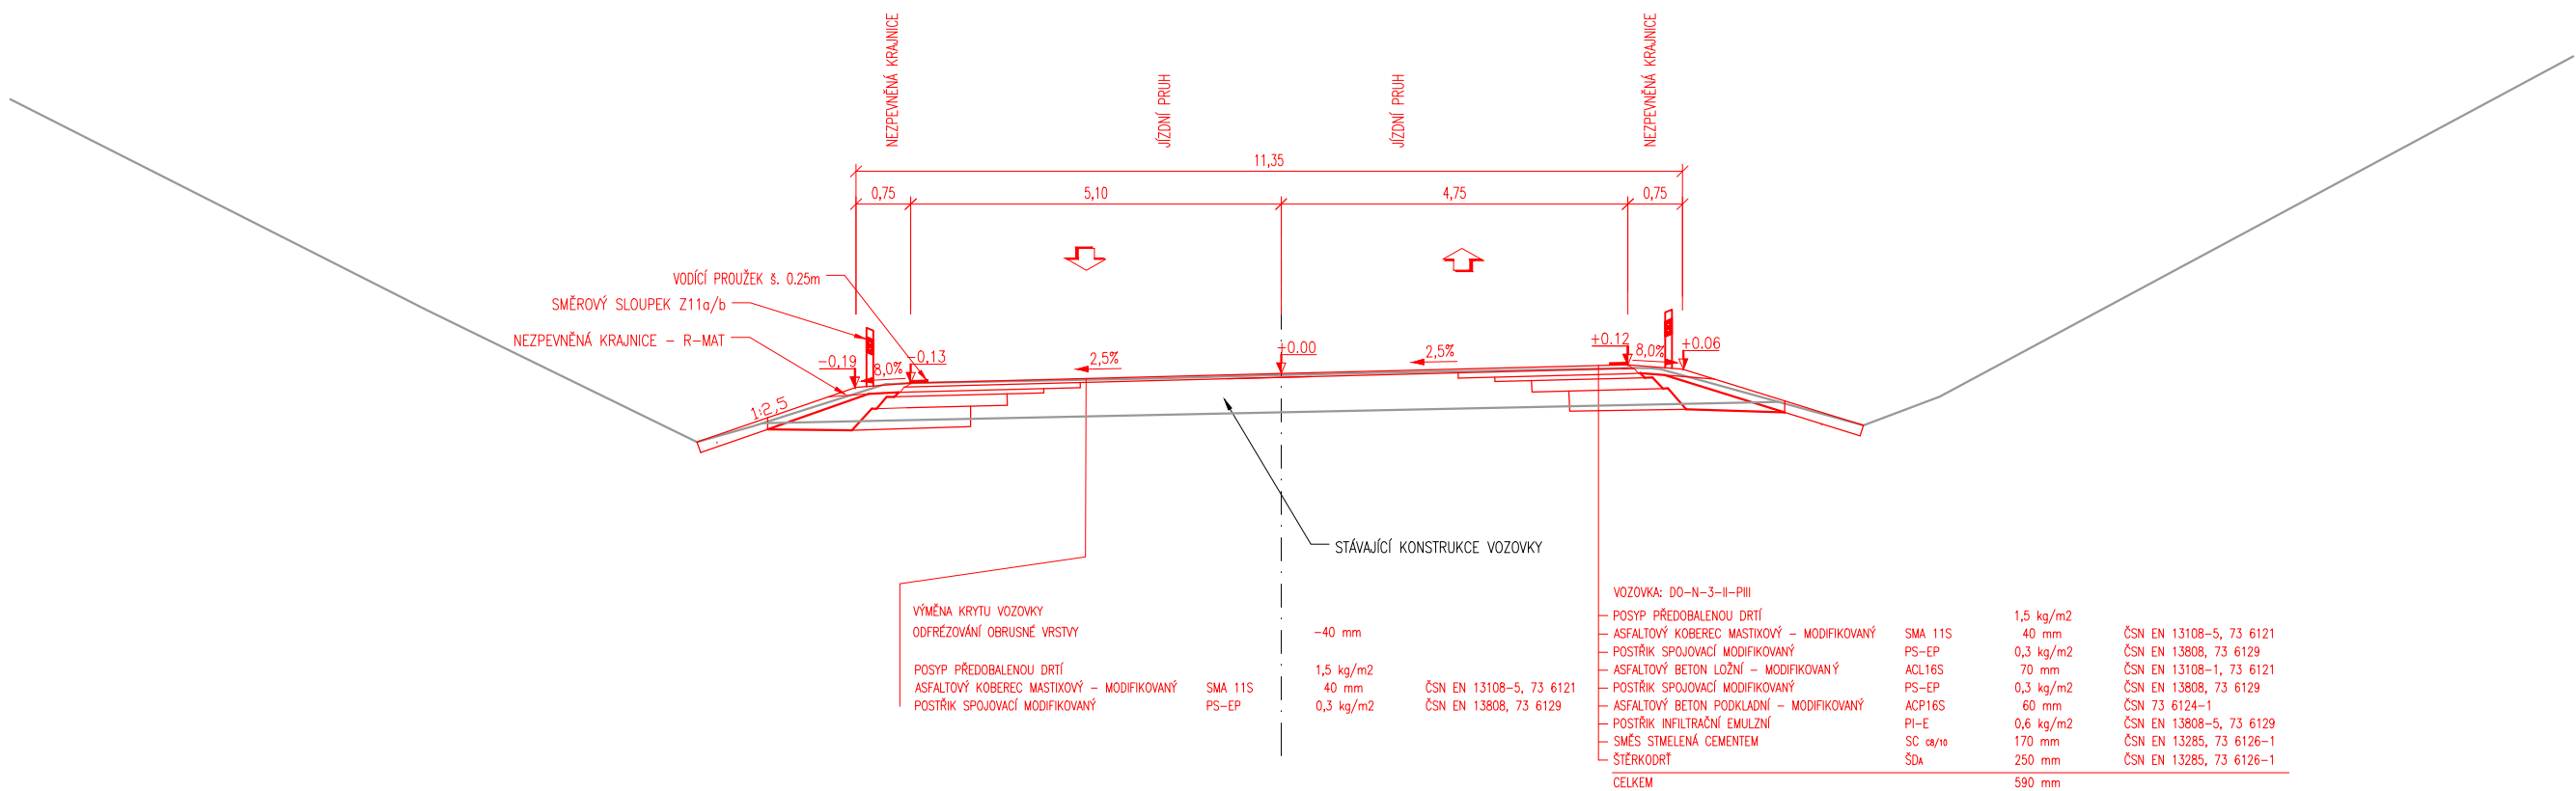 NEZPEVNĚNÁ KRAJNICE
JÍZDNÍ PRUH
JÍZDNÍ PRUH
NEZPEVNĚNÁ KRAJNICE
11,35
0,75 5,10 4,75 0,75
VODÍCÍ PROUŽEK š. 0.25m
SMĚROVÝ SLOUPEK Z11a/b
NEZPEVNĚNÁ KRAJNICE - R-MAT
-0,19 8,0% -0,13 2,5% +0.00 2,5% +0.12 8,0% +0.06
1:2,5
STÁVAJÍCÍ KONSTRUKCE VOZOVKY
VÝMĚNA KRYTU VOZOVKY
ODFRÉZOVÁNÍ OBRUSNÉ VRSTVY -40 mm
POSYP PŘEDOBALENOU DRTÍ 1,5 kg/m2
ASFALTOVÝ KOBEREC MASTIXOVÝ - MODIFIKOVANÝ SMA 11S 40 mm ČSN EN 13108-5, 73 6121
POSTŘIK SPOJOVACÍ MODIFIKOVANÝ PS-EP 0,3 kg/m2 ČSN EN 13808, 73 6129
VOZOVKA: DO-N-3-II-PIII
POSYP PŘEDOBALENOU DRTÍ 1,5 kg/m2
ASFALTOVÝ KOBEREC MASTIXOVÝ - MODIFIKOVANÝ SMA 11S 40 mm ČSN EN 13108-5, 73 6121
POSTŘIK SPOJOVACÍ MODIFIKOVANÝ PS-EP 0,3 kg/m2 ČSN EN 13808, 73 6129
ASFALTOVÝ BETON LOŽNÍ - MODIFIKOVANÝ ACL16S 70 mm ČSN EN 13108-1, 73 6121
POSTŘIK SPOJOVACÍ MODIFIKOVANÝ PS-EP 0,3 kg/m2 ČSN EN 13808, 73 6129
ASFALTOVÝ BETON PODKLADNÍ - MODIFIKOVANÝ ACP16S 60 mm ČSN 73 6124-1
POSTŘIK INFILTRAČNÍ EMULZNÍ PI-E 0,6 kg/m2 ČSN EN 13808-5, 73 6129
SMĚS STMELENÁ CEMENTEM SC C8/10 170 mm ČSN EN 13285, 73 6126-1
ŠTĚRKODRŤ ŠDA 250 mm ČSN EN 13285, 73 6126-1
CELKEM 590 mm